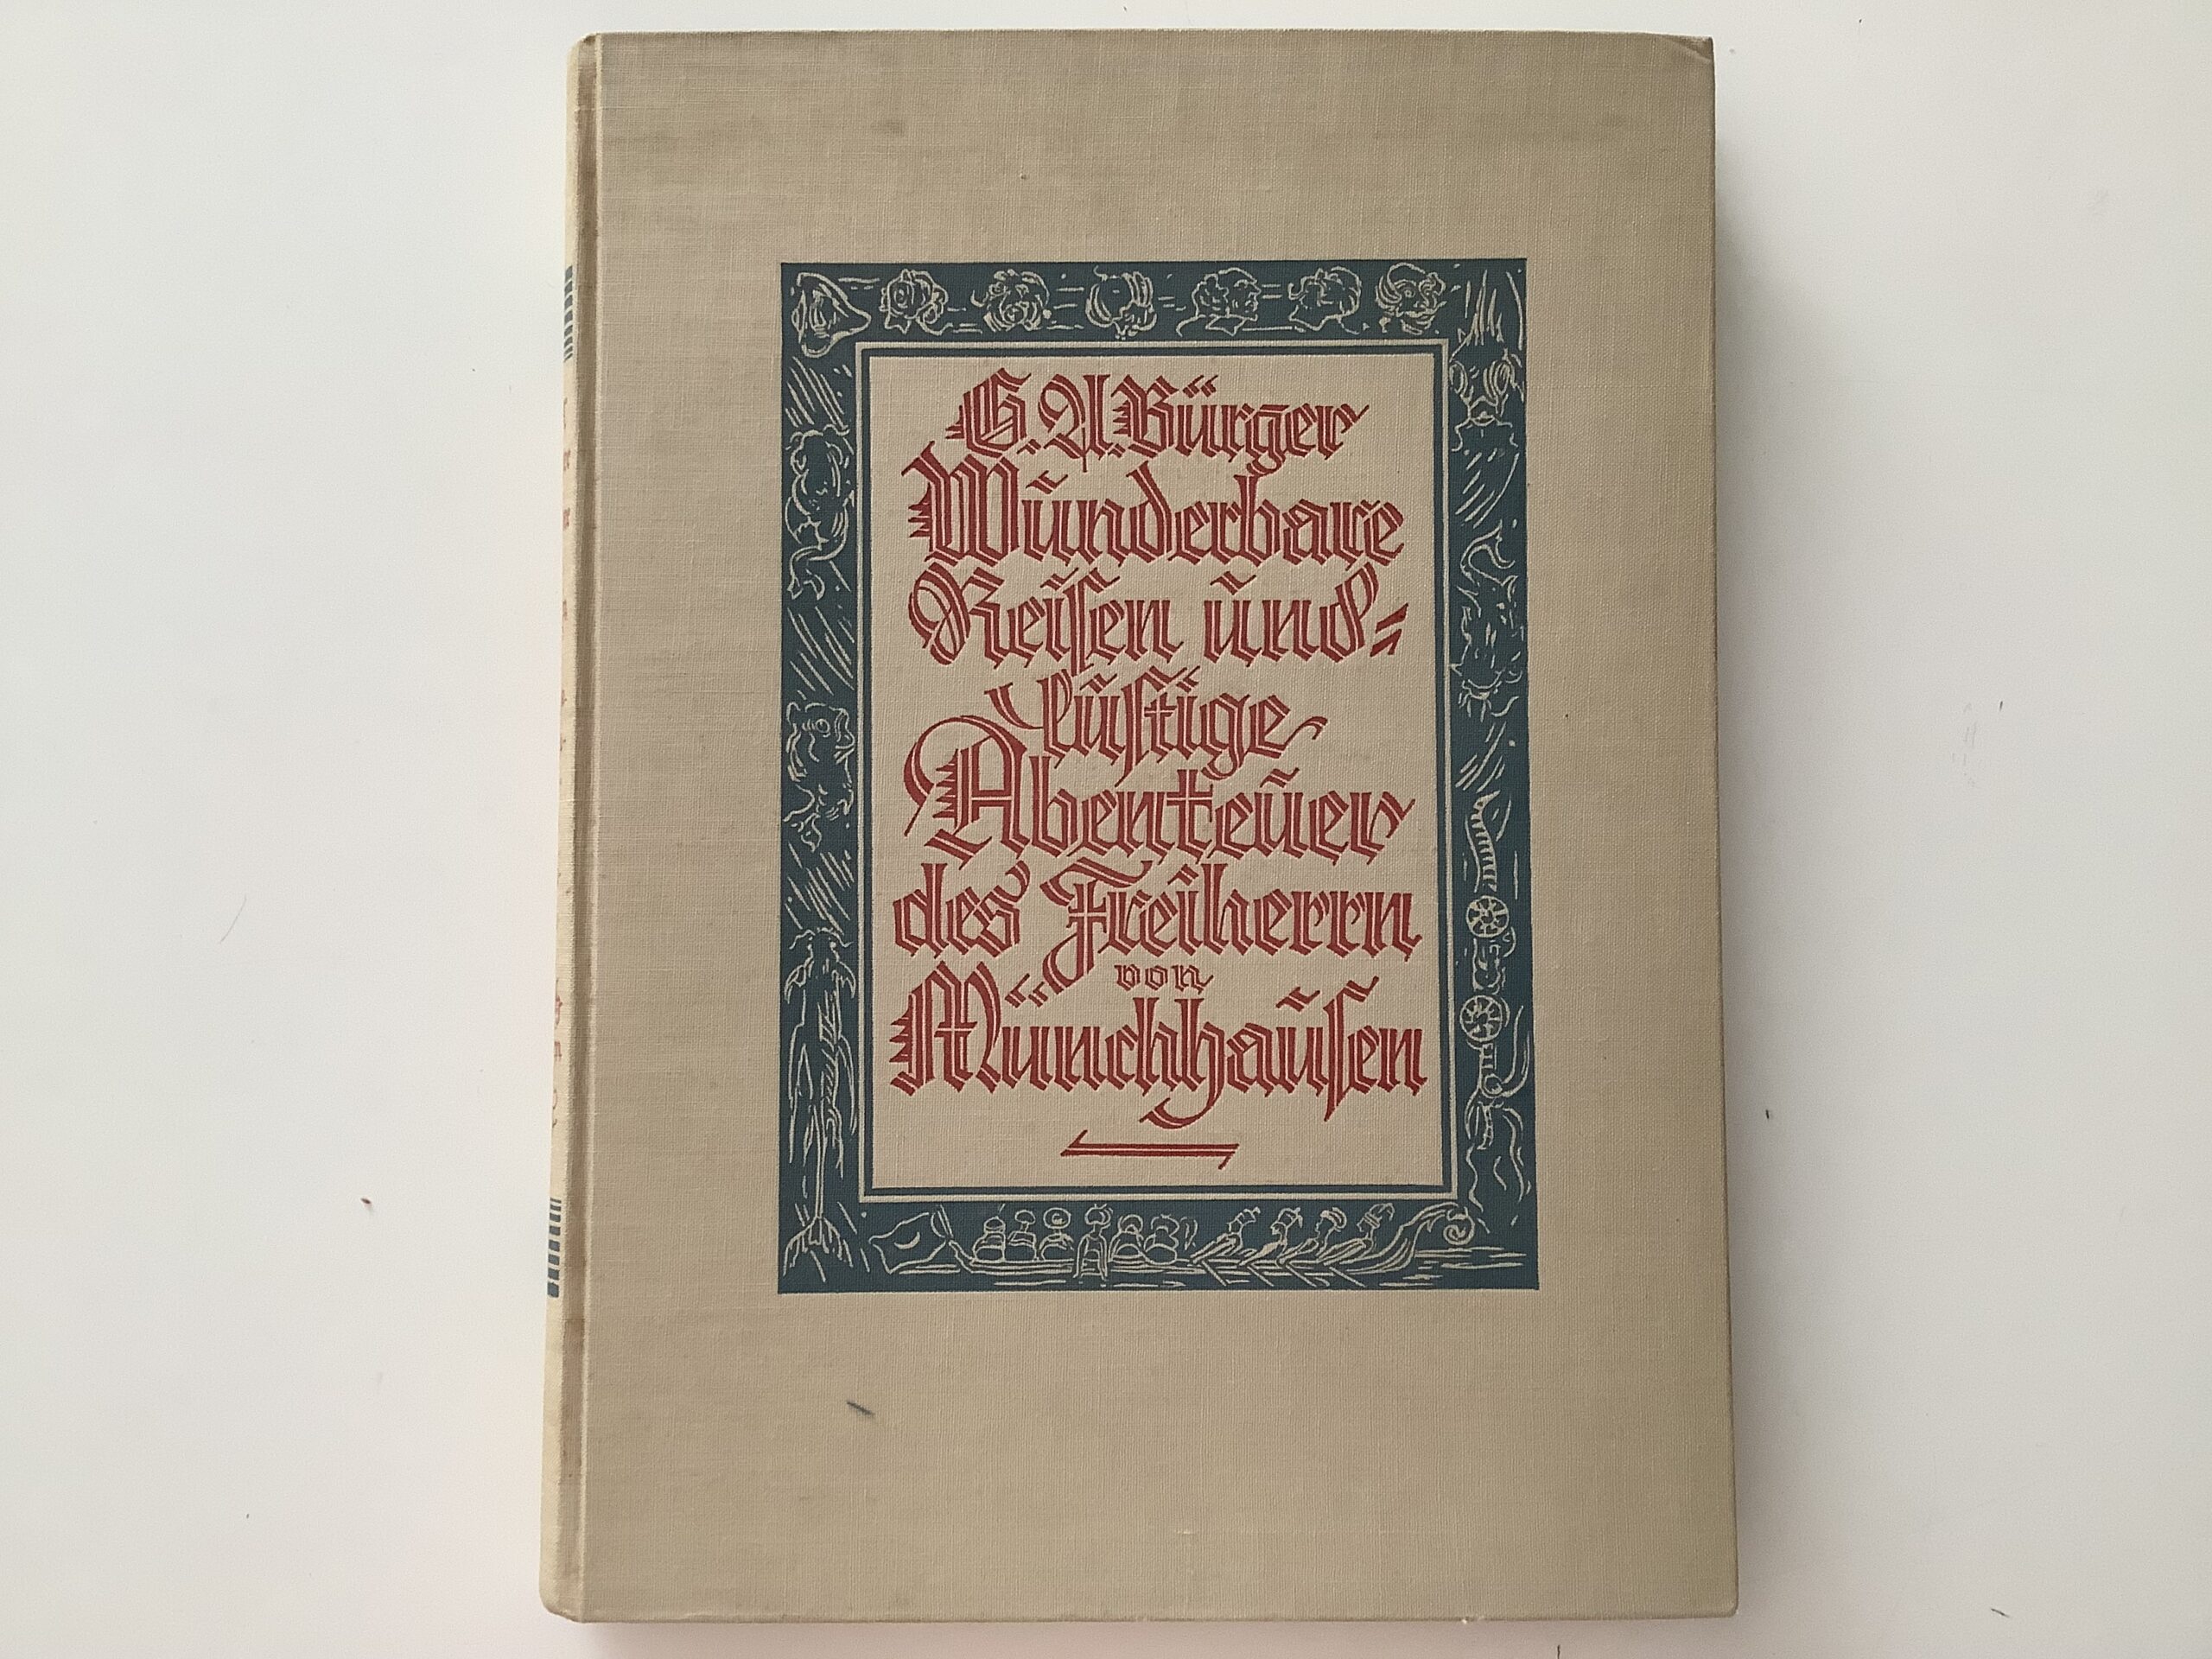 G. A. Bürger
Wunderbare
Reisen und
lustige
Abenteuer
des Freiherrn
von
Münchhausen